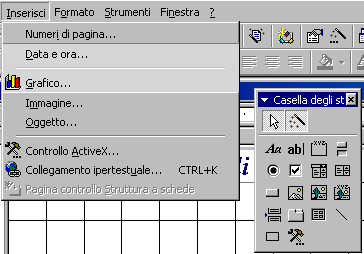 Inserisci Formato Strumenti Finestra ?
Numeri di pagina...
Data e ora...
Grafico...
Immagine...
Oggetto...
Controllo ActiveX...
Collegamento ipertestuale... CTRL+K
Pagina controllo Struttura a schede
Casella degli st
Aa ab|